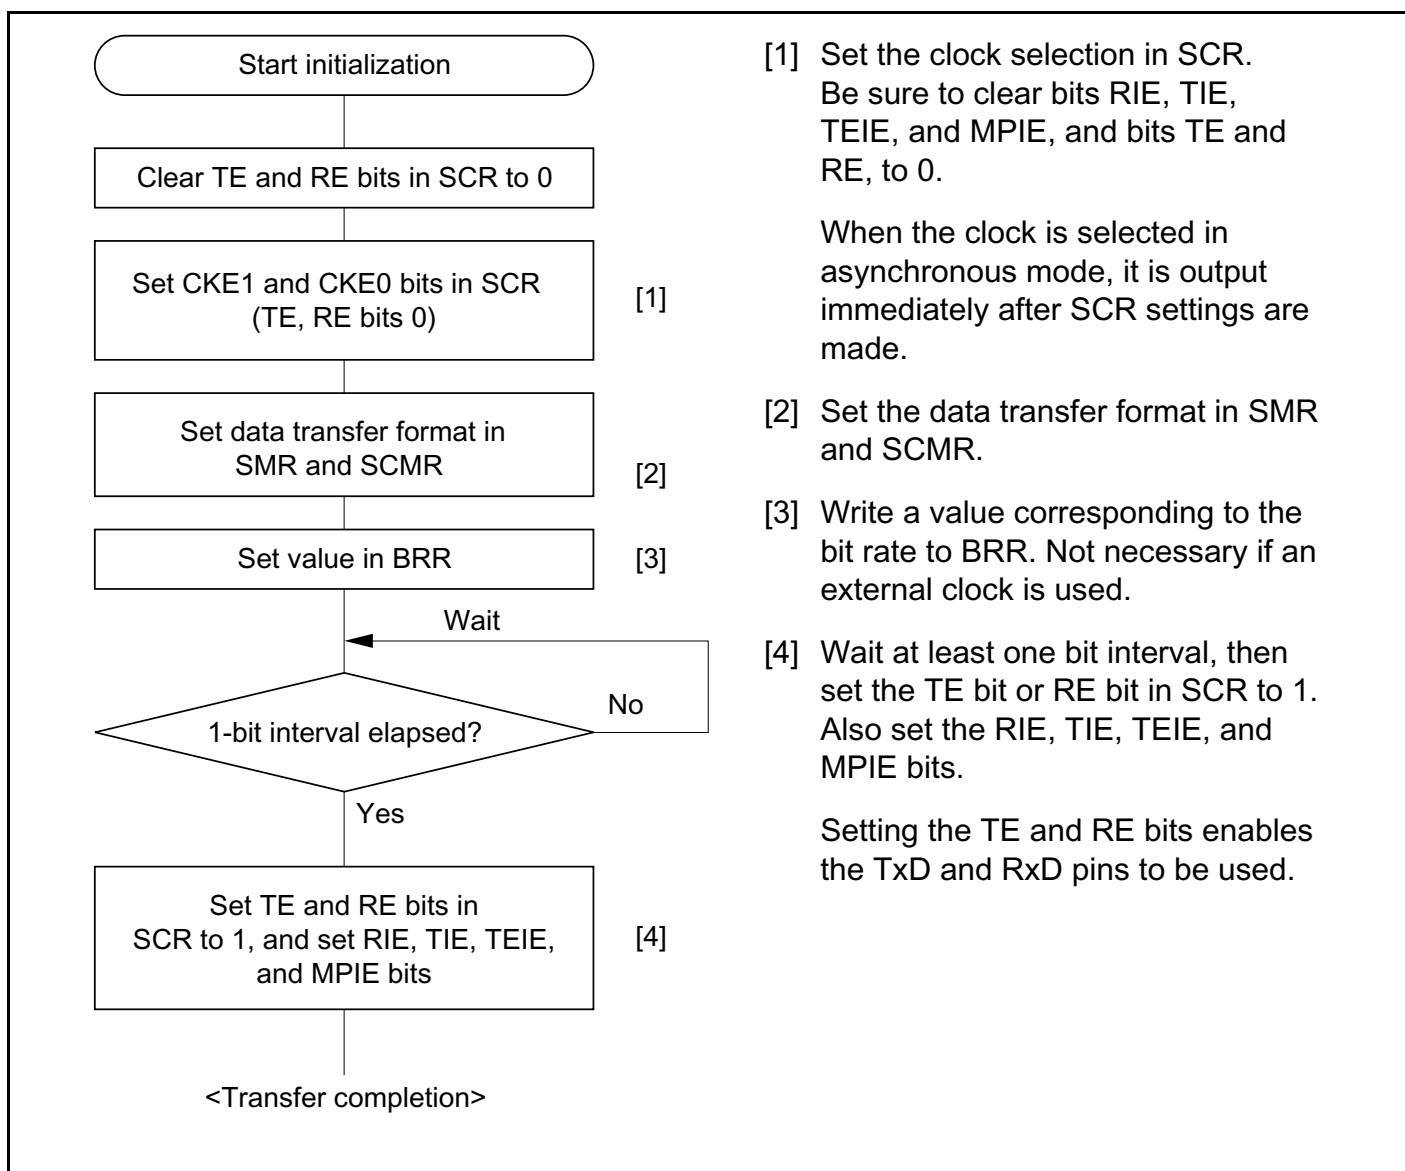 Start initialization
Clear TE and RE bits in SCR to 0
Set CKE1 and CKE0 bits in SCR
(TE, RE bits 0)
[1]
Set data transfer format in
SMR and SCMR
[2]
Set value in BRR
[3]
Wait
No
1-bit interval elapsed?
Yes
Set TE and RE bits in
SCR to 1, and set RIE, TIE, TEIE,
and MPIE bits
[4]
<Transfer completion>
[1] Set the clock selection in SCR.
Be sure to clear bits RIE, TIE,
TEIE, and MPIE, and bits TE and
RE, to 0.
When the clock is selected in
asynchronous mode, it is output
immediately after SCR settings are
made.
[2] Set the data transfer format in SMR
and SCMR.
[3] Write a value corresponding to the
bit rate to BRR. Not necessary if an
external clock is used.
[4] Wait at least one bit interval, then
set the TE bit or RE bit in SCR to 1.
Also set the RIE, TIE, TEIE, and
MPIE bits.
Setting the TE and RE bits enables
the TxD and RxD pins to be used.